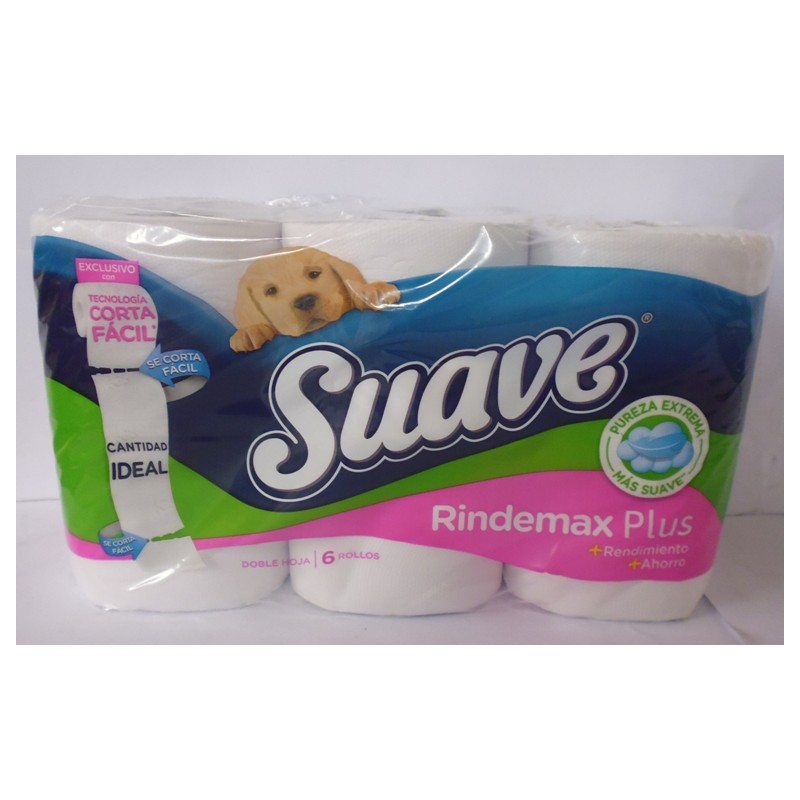 EXCLUSIVO
con
TECNOLOGÍA
CORTA
FÁCIL
SE CORTA
FÁCIL
CANTIDAD
IDEAL
SE CORTA
FÁCIL
Suave®
PUREZA EXTREMA
MÁS SUAVE
Rindemax Plus
+Rendimiento
+Ahorro
DOBLE HOJA | 6 ROLLOS